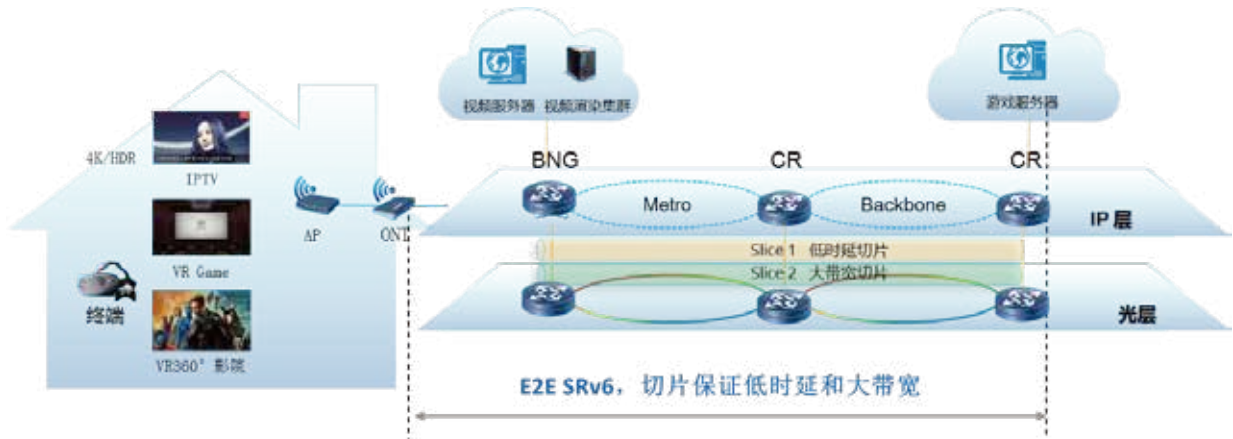 视频服务器 视频渲染集群
游戏服务器
4K/HDR
IPTV
VR Game
终端
VR360° 影院
AP
ONT
BNG
CR
CR
Metro
Backbone
IP 层
Slice 1 低时延切片
Slice 2 大带宽切片
光层
E2E SRv6，切片保证低时延和大带宽